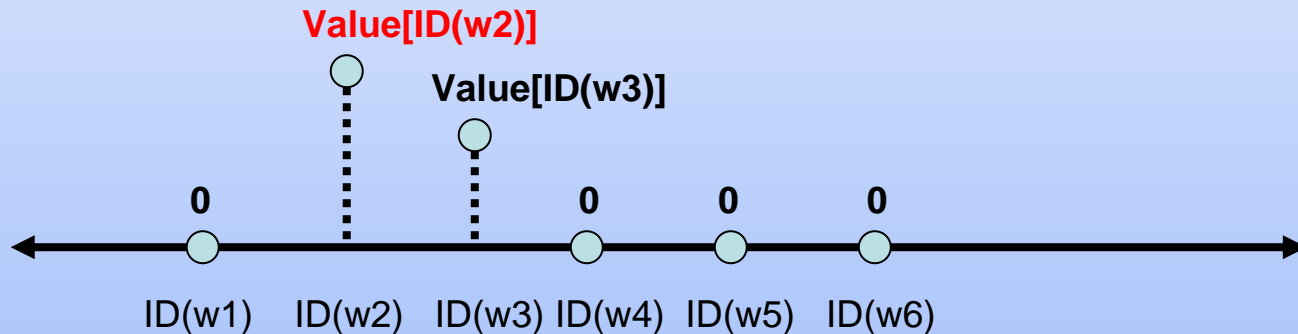 Value[ID(w2)]
Value[ID(w3)]
0 0 0 0
ID(w1) ID(w2) ID(w3) ID(w4) ID(w5) ID(w6)